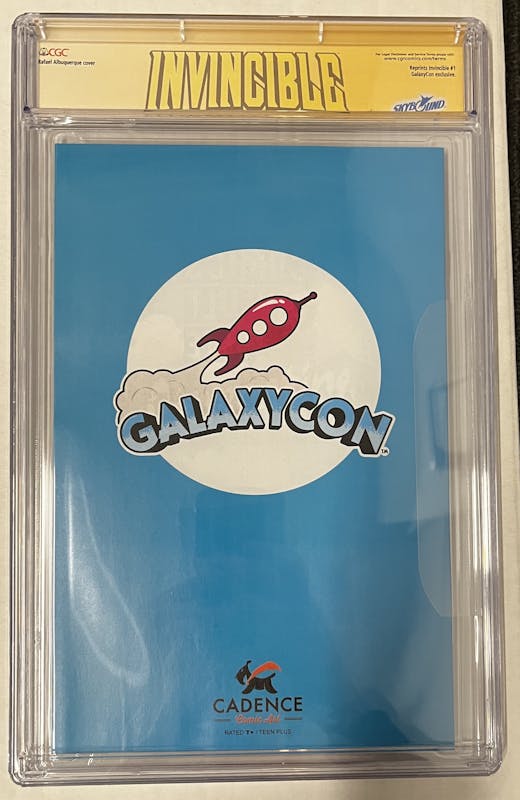 CGC
Rafael Albuquerque cover
INVINCIBLE
For Legal Disclaimer and Service Terms please visit:
www.cgccomics.com/terms
Reprints Invincible #1
GalaxyCon exclusive.
SKYBOUND
GALAXYCON
TM
CADENCE
Comic Art
RATED T+ / TEEN PLUS